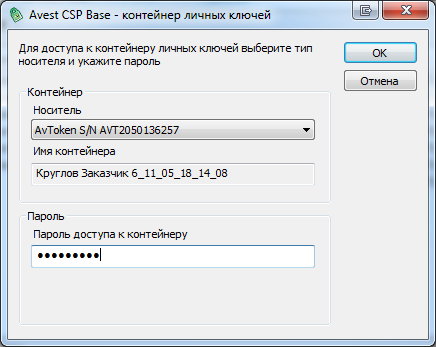 Avest CSP Base - контейнер личных ключей
Для доступа к контейнеру личных ключей выберите тип
носителя и укажите пароль
OK
Отмена
Контейнер
Носитель
AvToken S/N AVT2050136257
Имя контейнера
Круглов Заказчик 6_11_05_18_14_08
Пароль
Пароль доступа к контейнеру
●●●●●●●●●